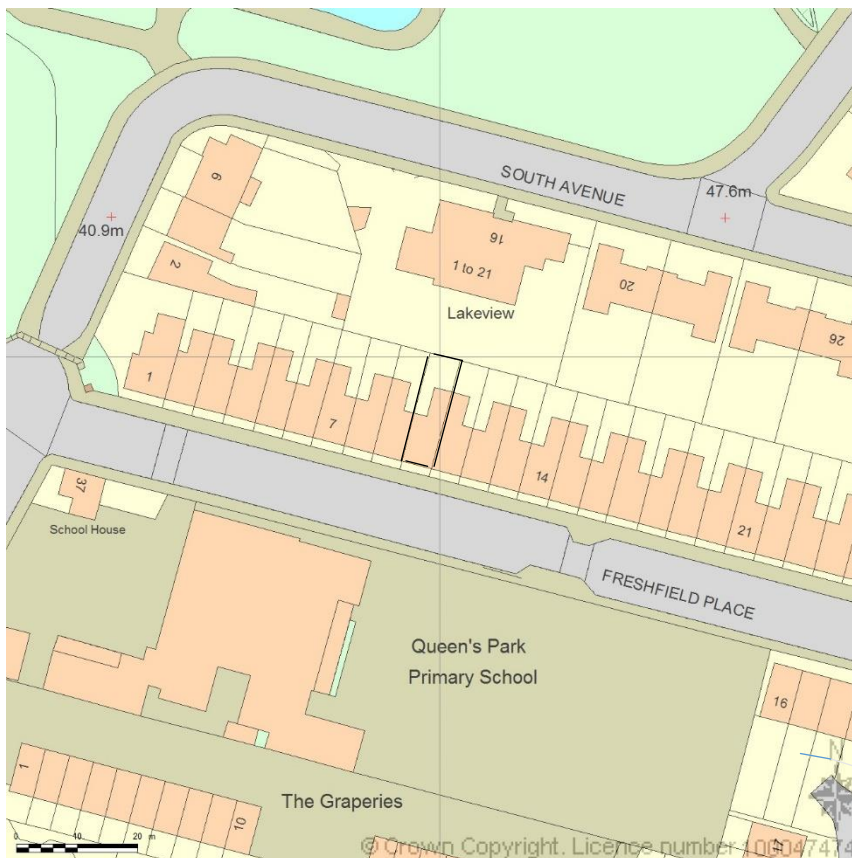 SOUTH AVENUE
47.6m
40.9m
6
2
16
1 to 21
Lakeview
20
26
1
7
14
21
37
School House
FRESHFIELD PLACE
Queen's Park
Primary School
16
N
1
10
The Graperies
0 40 20 m
© Crown Copyright. Licence number 100047474